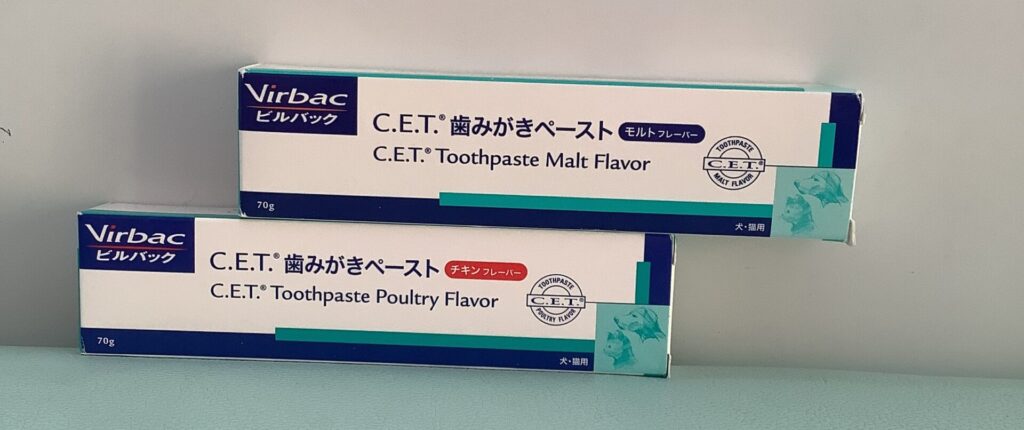 Virbac
ビルバック
C.E.T.® 歯みがきペースト モルトフレーバー
C.E.T.® Toothpaste Malt Flavor
TOOTHPASTE
C.E.T.®
MALT FLAVOR
70g
犬・猫用
Virbac
ビルバック
C.E.T.® 歯みがきペースト チキンフレーバー
C.E.T.® Toothpaste Poultry Flavor
TOOTHPASTE
C.E.T.®
POULTRY FLAVOR
70g
犬・猫用